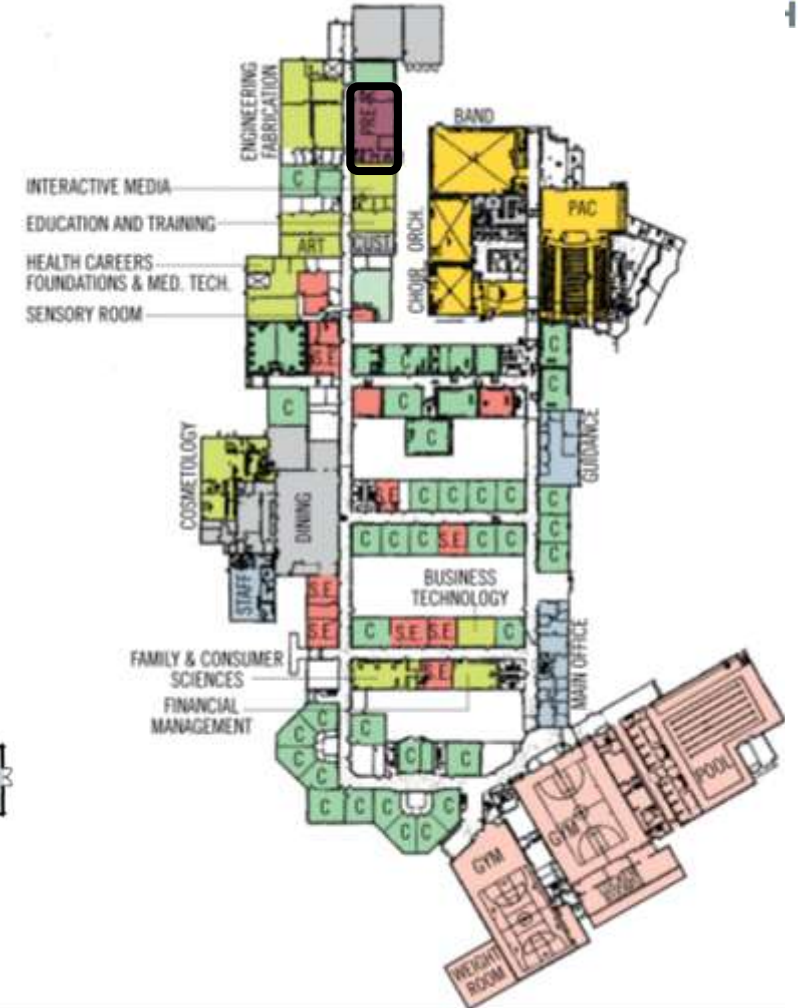 ENGINEERING
FABRICATION
PRE-K
BAND
INTERACTIVE MEDIA
C
EDUCATION AND TRAINING
PAC
ORCH.
ART
CUST.
HEALTH CAREERS
FOUNDATIONS & MED. TECH.
CHOIR
SENSORY ROOM
C
S.E.
C
C
C
C
C
GUIDANCE
COSMETOLOGY
S.E.
C
C
C
C
C
DINING
C
C
C
C
C
S.E.
C
C
C
STAFF
S.E.
BUSINESS
TECHNOLOGY
S.E.
C
S.E.
S.E.
C
MAIN OFFICE
FAMILY & CONSUMER
SCIENCES
S.E.
FINANCIAL
MANAGEMENT
C
C
C
C
C
C
POOL
C
C
C
C
C
C
GYM
GYM
WEIGHT
ROOM